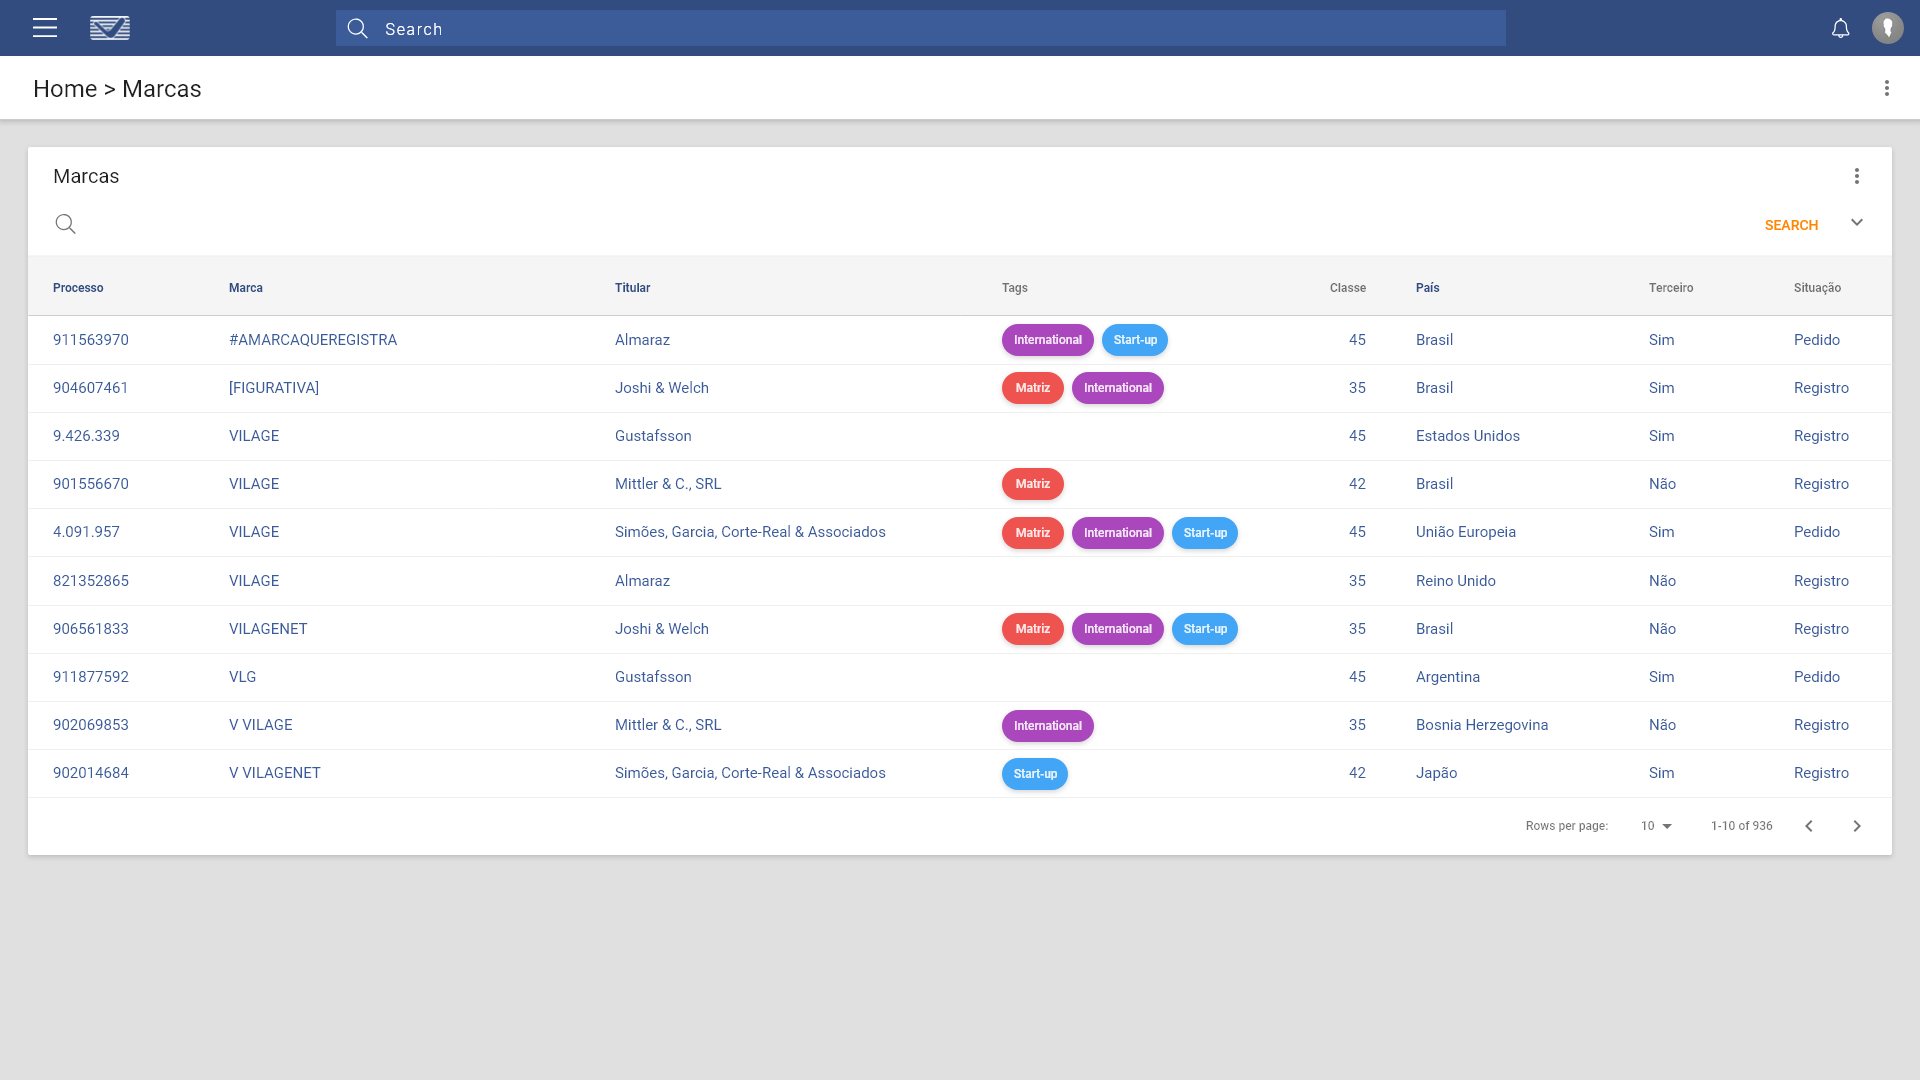 Search
Home > Marcas
Marcas
SEARCH
Processo Marca Titular Tags Classe País Terceiro Situação
911563970 #AMARCAQUEREGISTRA Almaraz International Start-up 45 Brasil Sim Pedido
904607461 [FIGURATIVA] Joshi & Welch Matriz International 35 Brasil Sim Registro
9.426.339 VILAGE Gustafsson 45 Estados Unidos Sim Registro
901556670 VILAGE Mittler & C., SRL Matriz 42 Brasil Não Registro
4.091.957 VILAGE Simões, Garcia, Corte-Real & Associados Matriz International Start-up 45 União Europeia Sim Pedido
821352865 VILAGE Almaraz 35 Reino Unido Não Registro
906561833 VILAGENET Joshi & Welch Matriz International Start-up 35 Brasil Não Registro
911877592 VLG Gustafsson 45 Argentina Sim Pedido
902069853 V VILAGE Mittler & C., SRL International 35 Bosnia Herzegovina Não Registro
902014684 V VILAGENET Simões, Garcia, Corte-Real & Associados Start-up 42 Japão Sim Registro
Rows per page: 10 1-10 of 936